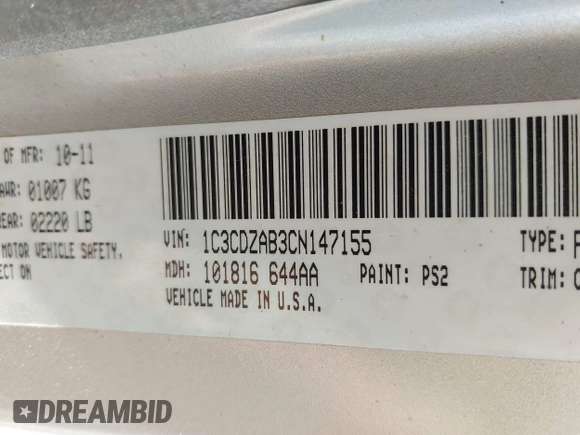 OF MFR: 10-11
AWR: 01007 KG
REAR: 02220 LB
MOTOR VEHICLE SAFETY,
ECT ON
VIN: 1C3CDZAB3CN147155
TYPE:
MDH: 101816 644AA
PAINT: PS2
TRIM:
VEHICLE MADE IN U.S.A.
DREAMBID